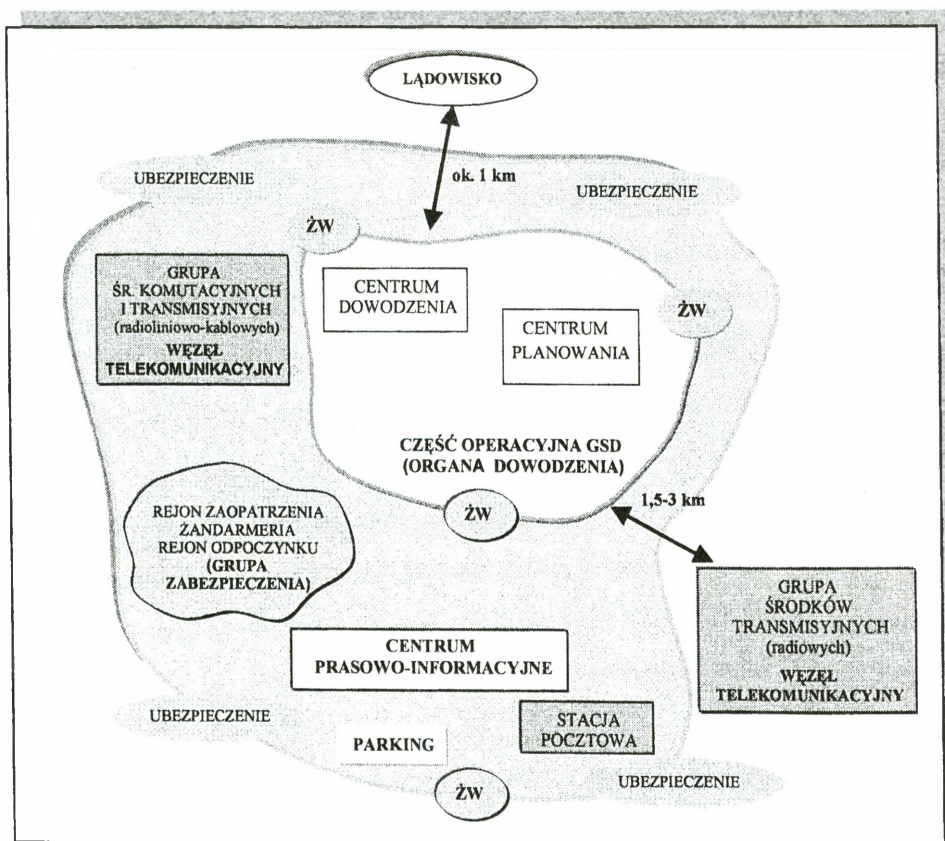 LĄDOWISKO
ok. 1 km
UBEZPIECZENIE
UBEZPIECZENIE
ŻW
GRUPA
ŚR. KOMUTACYJNYCH
I TRANSMISYJNYCH
(radioliniowo-kablowych)
WĘZĘŁ
TELEKOMUNIKACYJNY
CENTRUM
DOWODZENIA
ŻW
CENTRUM
PLANOWANIA
CZĘŚĆ OPERACYJNA GSD
(ORGANA DOWODZENIA)
1,5-3 km
ŻW
REJON ZAOPATRZENIA
ŻANDARMERIA
REJON ODPOCZYNKU
(GRUPA
ZABEZPIECZENIA)
GRUPA
ŚRODKÓW
TRANSMISYJNYCH
(radiowych)
WĘZĘŁ
TELEKOMUNIKACYJNY
CENTRUM
PRASOWO-INFORMACYJNE
UBEZPIECZENIE
STACJA
POCZTOWA
PARKING
UBEZPIECZENIE
ŻW